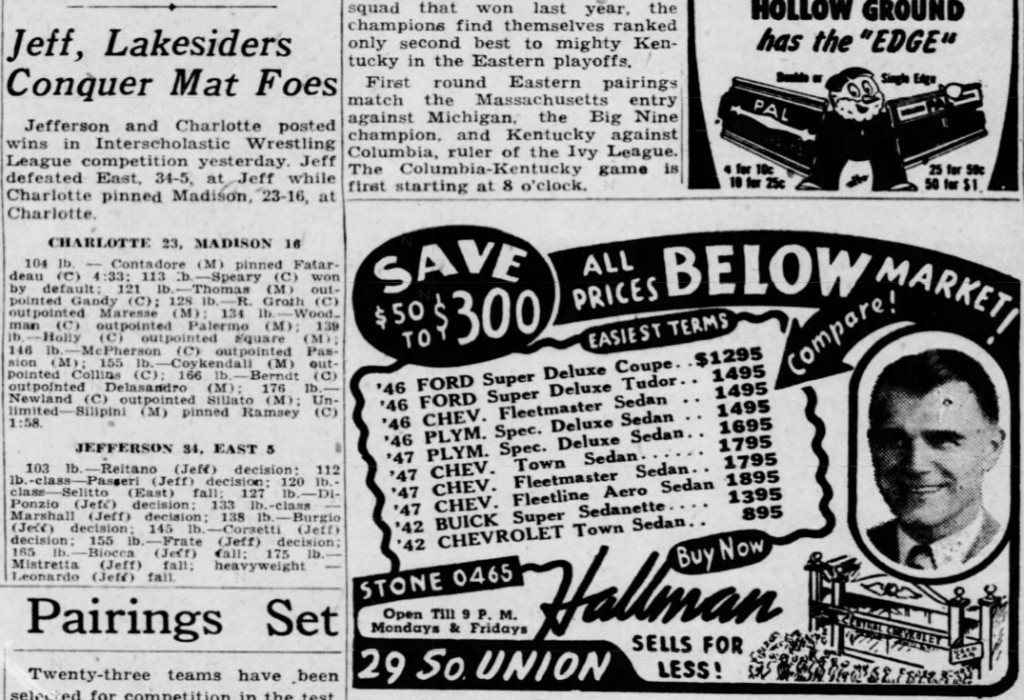 Jeff, Lakesiders
Conquer Mat Foes
Jefferson and Charlotte posted
wins in Interscholastic Wrestling
League competition yesterday. Jeff
defeated East, 34-5, at Jeff while
Charlotte pinned Madison, 23-16, at
Charlotte.
CHARLOTTE 23, MADISON 16
104 lb. — Contadore (M) pinned Fatar-
deau (C) 4:33; 113 lb.—Speary (C) won
by default; 121 lb.—Thomas (M) out-
pointed Gandy (C); 128 lb.—R. Groth (C)
outpointed Maresse (M); 134 lb.—Wood-
man (C) outpointed Palermo (M); 139
lb.—Holly (C) outpointed Square (M);
146 lb.—McPherson (C) outpointed Pas-
sion (M); 155 lb.—Coykendall (M) out-
pointed Collins (C); 166 lb.—Berndt (C)
outpointed Delasandro (M); 176 lb.—
Newland (C) outpointed Sillato (M); Un-
limited—Silipini (M) pinned Ramsey (C)
1:58.
JEFFERSON 34, EAST 5
103 lb.—Reitano (Jeff) decision; 112
lb.-class—Passeri (Jeff) decision; 120 lb.-
class—Selitto (East) fall; 127 lb.—Di-
Ponzio (Jeff) decision; 133 lb.-class —
Marshall (Jeff) decision; 138 lb.—Burgio
(Jeff) decision; 145 lb.—Corsetti (Jeff)
decision; 155 lb.—Frate (Jeff) decision;
165 lb.—Biocca (Jeff) fall; 175 lb.—
Mistretta (Jeff) fall; heavyweight —
Leonardo (Jeff) fall.
Pairings Set
Twenty-three teams have been
selected for competition in the test
squad that won last year, the
champions find themselves ranked
only second best to mighty Ken-
tucky in the Eastern playoffs.
First round Eastern pairings
match the Massachusetts entry
against Michigan, the Big Nine
champion, and Kentucky against
Columbia, ruler of the Ivy League.
The Columbia-Kentucky game is
first starting at 8 o'clock.
HOLLOW GROUND
has the "EDGE"
Double or Single Edge
PAL
PAL
4 for 10c
10 for 25c
25 for 59c
50 for $1
SAVE
$50
TO $300
ALL
PRICES
BELOW
MARKET!
EASIEST TERMS
Compare!
'46 FORD Super Deluxe Coupe..$1295
'46 FORD Super Deluxe Tudor.. 1495
'46 CHEV. Fleetmaster Sedan .. 1495
'46 PLYM. Spec. Deluxe Sedan .. 1495
'47 PLYM. Spec. Deluxe Sedan.. 1695
'47 CHEV. Town Sedan...... 1795
'47 CHEV. Fleetmaster Sedan.. 1795
'47 CHEV. Fleetline Aero Sedan 1895
'42 BUICK Super Sedanette.... 1395
'42 CHEVROLET Town Sedan.. 895
Buy Now
STONE 0465
Open Till 9 P. M.
Mondays & Fridays
Hallman
SELLS FOR
LESS!
29 So. UNION
CENTRAL CHEVROLET